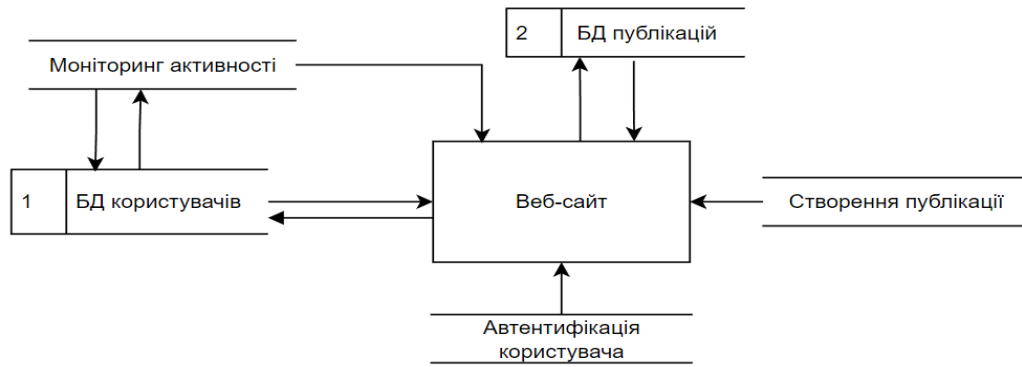 2 БД публікацій
Моніторинг активності
1 БД користувачів
Веб-сайт
Створення публікації
Автентифікація
користувача